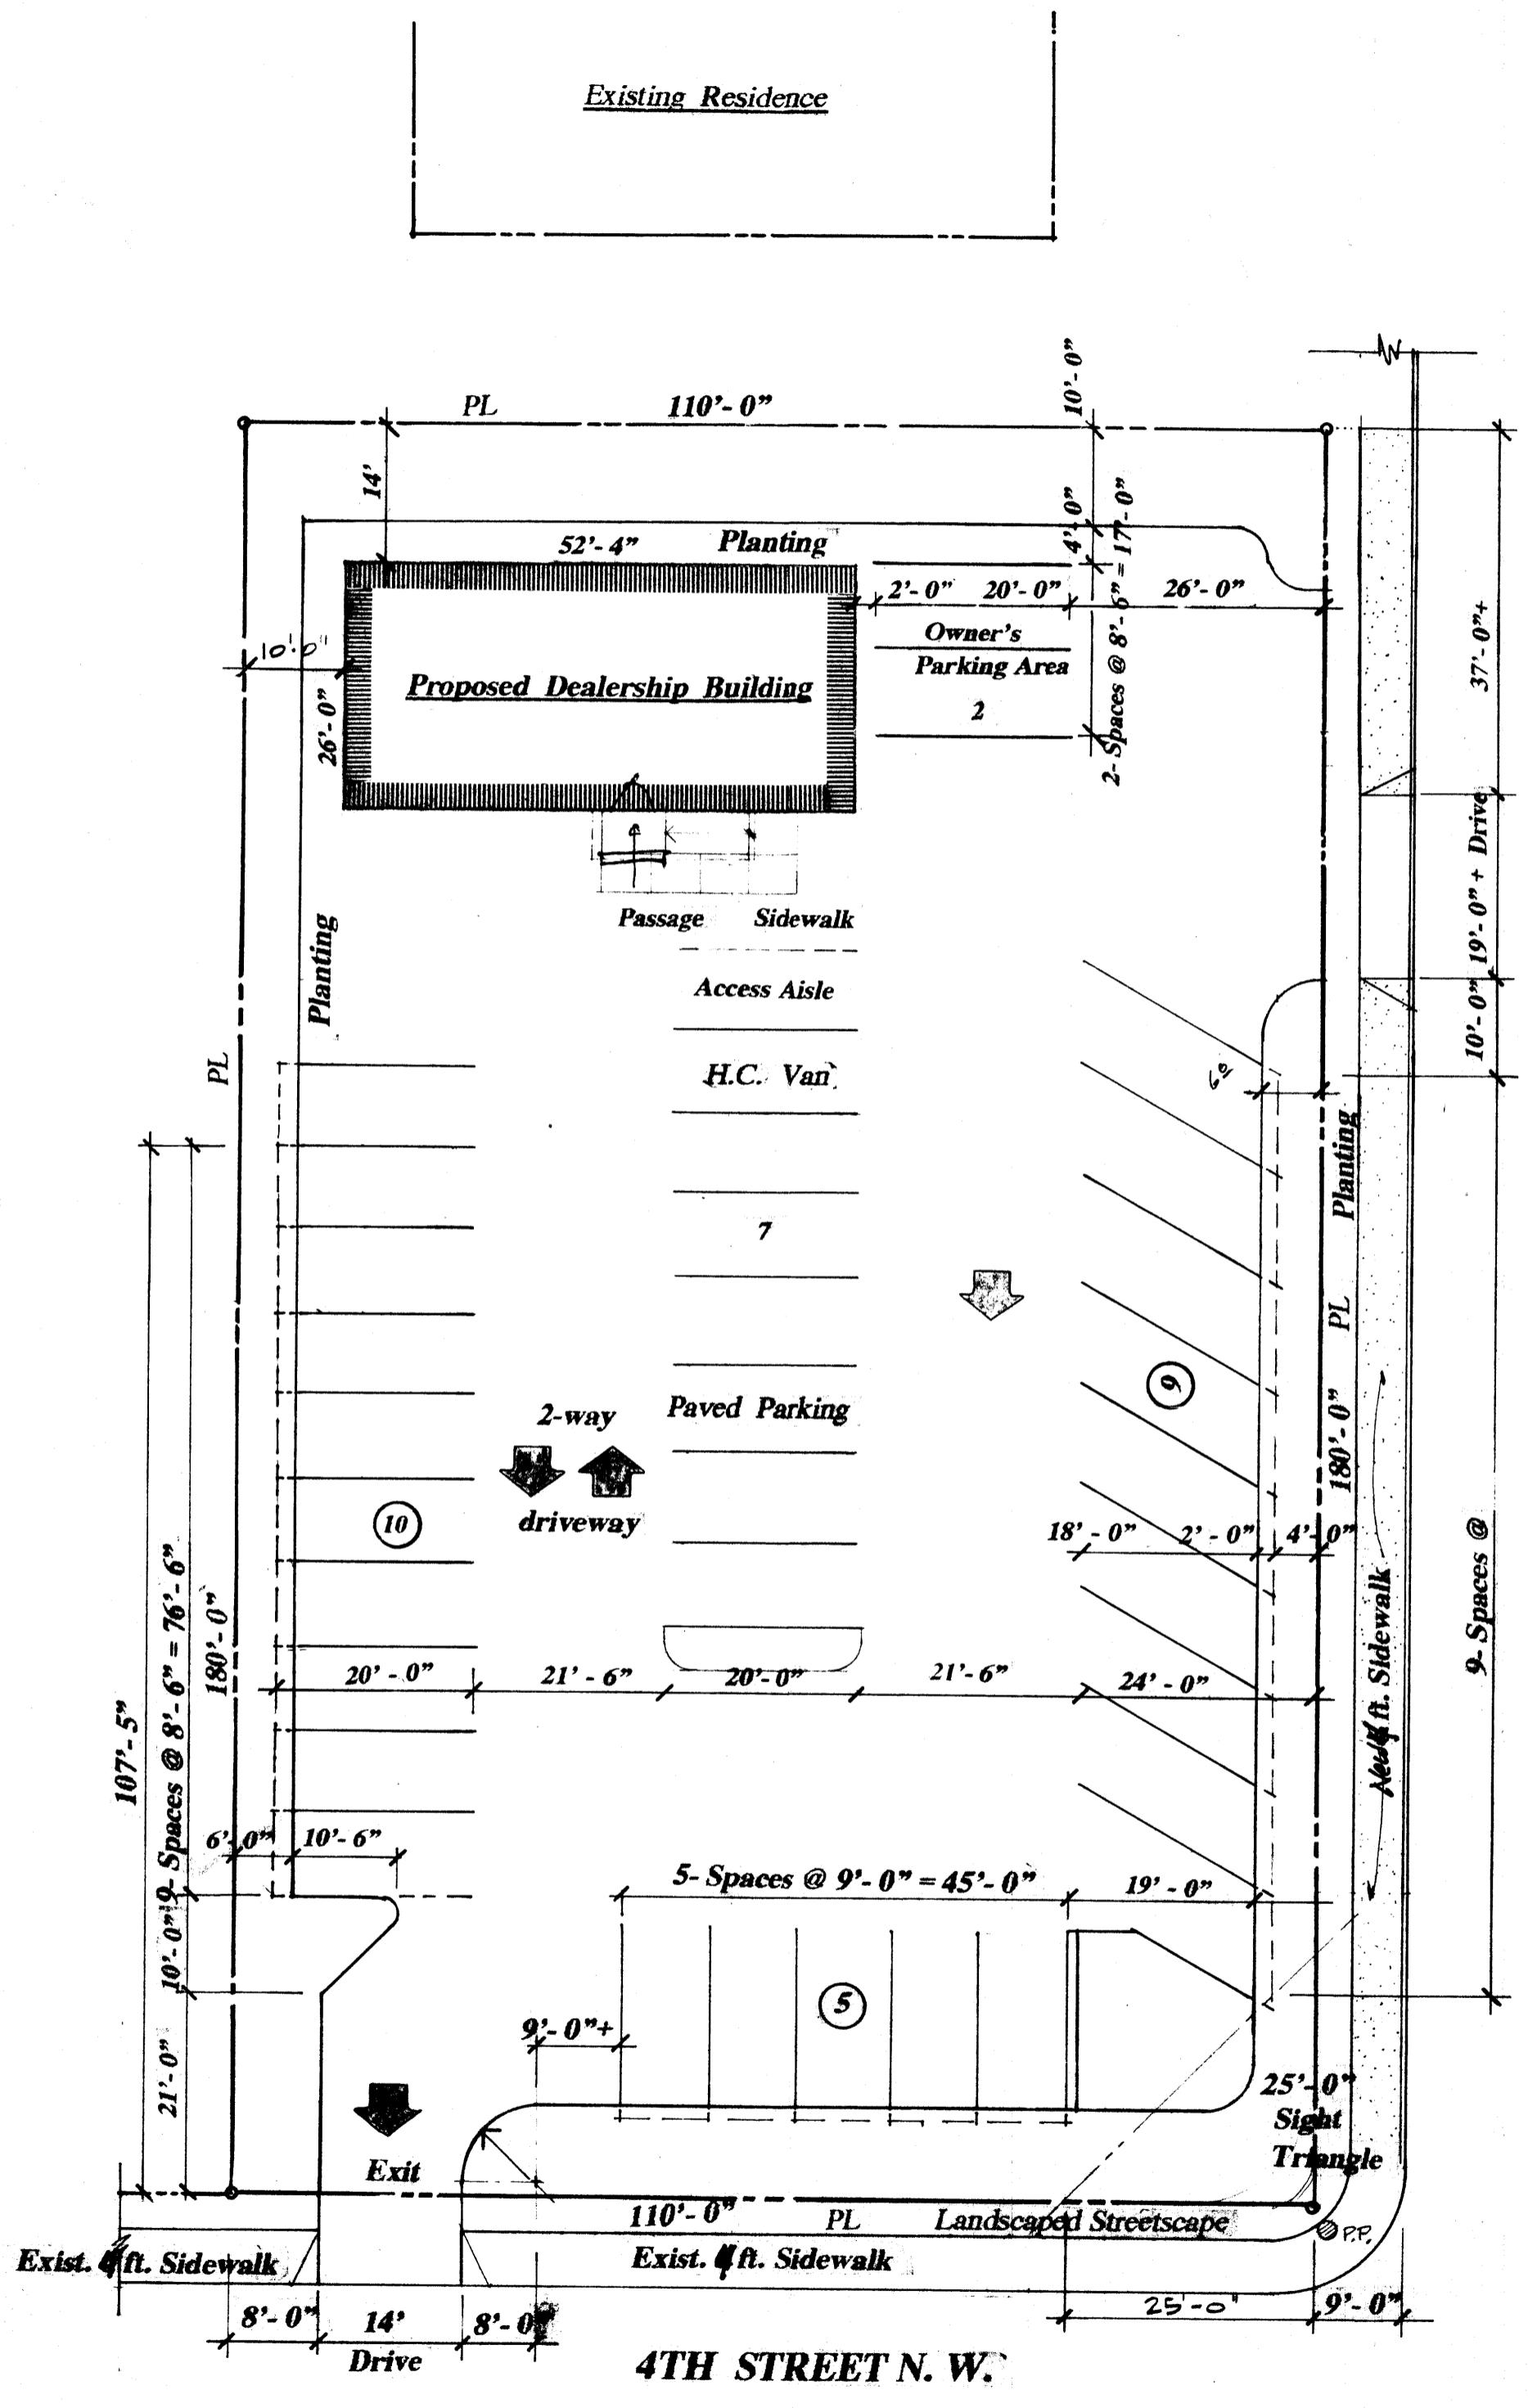 Existing Residence
PL
110'- 0"
10'- 0"
14'
52'- 4"
Planting
4'- 0"
2- Spaces @ 8'- 6" = 17'- 0"
2'- 0"
20'- 0"
26'- 0"
10'-0"
26'- 0"
Proposed Dealership Building
Owner's
Parking Area
2
37'- 0"+
19'- 0"+ Drive
10'- 0"
Passage
Sidewalk
Access Aisle
H.C. Van
Planting
PL
7
Planting
PL
180'- 0"
9
2-way
driveway
Paved Parking
10
18' - 0"
2' - 0"
4'- 0"
9- Spaces @
ft. Sidewalk
107'- 5"
9- Spaces @ 8'- 6" = 76'- 6"
180'- 0"
20' - 0"
21' - 6"
20'- 0"
21'- 6"
24' - 0"
6'- 0"
10'- 6"
5- Spaces @ 9'- 0" = 45'- 0"
19' - 0"
10'- 0"
21'- 0"
5
9'- 0"+
25'- 0"
Sight
Triangle
Exit
110'- 0"
PL
Landscaped Streetscape
P.P.
Exist. 4 ft. Sidewalk
Exist. 4 ft. Sidewalk
8'- 0"
14'
Drive
8'- 0"
25'-0"
9'- 0"
4TH STREET N. W.